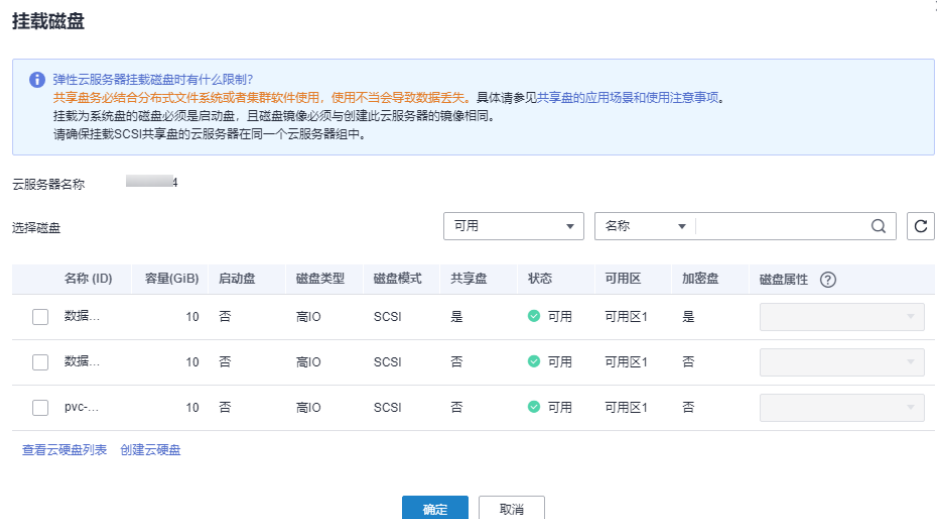 挂载磁盘
弹性云服务器挂载磁盘时有什么限制?
共享盘务必结合分布式文件系统或者集群软件使用，使用不当会导致数据丢失。具体请参见共享盘的应用场景和使用注意事项。
挂载为系统盘的磁盘必须是启动盘，且磁盘镜像必须与创建此云服务器的镜像相同。
请确保挂载SCSI共享盘的云服务器在同一个云服务器组中。
云服务器名称 4
选择磁盘 可用 名称
名称 (ID) 容量(GiB) 启动盘 磁盘类型 磁盘模式 共享盘 状态 可用区 加密盘 磁盘属性 ?
数据... 10 否 高IO SCSI 是 可用 可用区1 是
数据... 10 否 高IO SCSI 否 可用 可用区1 否
pvc-... 10 否 高IO SCSI 否 可用 可用区1 否
查看云硬盘列表 创建云硬盘
确定 取消